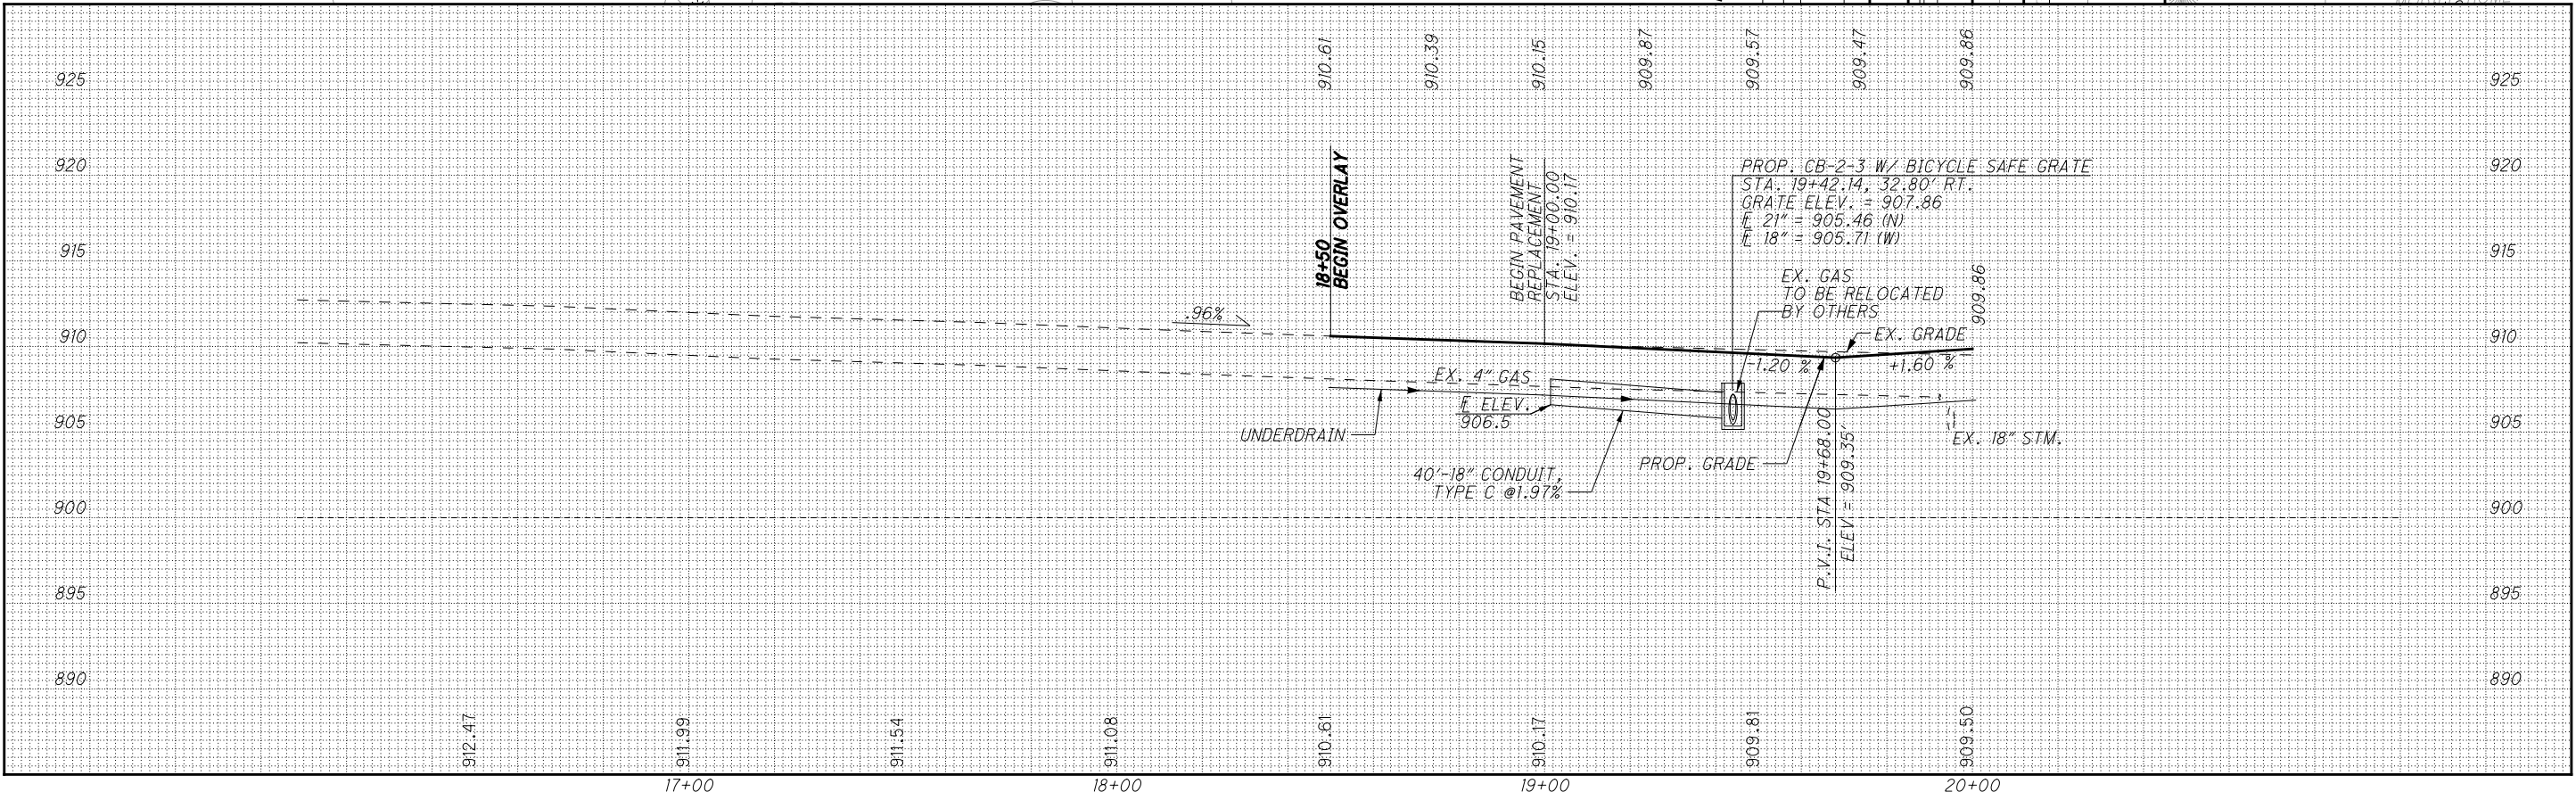 910.61
910.39
910.15
909.87
909.57
909.47
909.86
925
925
920
920
915
915
910
910
905
905
900
900
895
895
890
890
18+50
BEGIN OVERLAY
BEGIN PAVEMENT
REPLACEMENT
STA. 19+00.00
ELEV. = 910.17
PROP. CB-2-3 W/ BICYCLE SAFE GRATE
STA. 19+42.14, 32.80' RT.
GRATE ELEV. = 907.86
FL 21" = 905.46 (N)
FL 18" = 905.71 (W)
EX. GAS
TO BE RELOCATED
BY OTHERS
909.86
.96%
EX. GRADE
-1.20 %
+1.60 %
EX. 4" GAS
FL ELEV.
906.5
UNDERDRAIN
40'-18" CONDUIT,
TYPE C @1.97%
PROP. GRADE
P.V.I. STA 19+68.00
ELEV = 909.35'
EX. 18" STM.
912.47
911.99
911.54
911.08
910.61
910.17
909.81
909.50
17+00
18+00
19+00
20+00